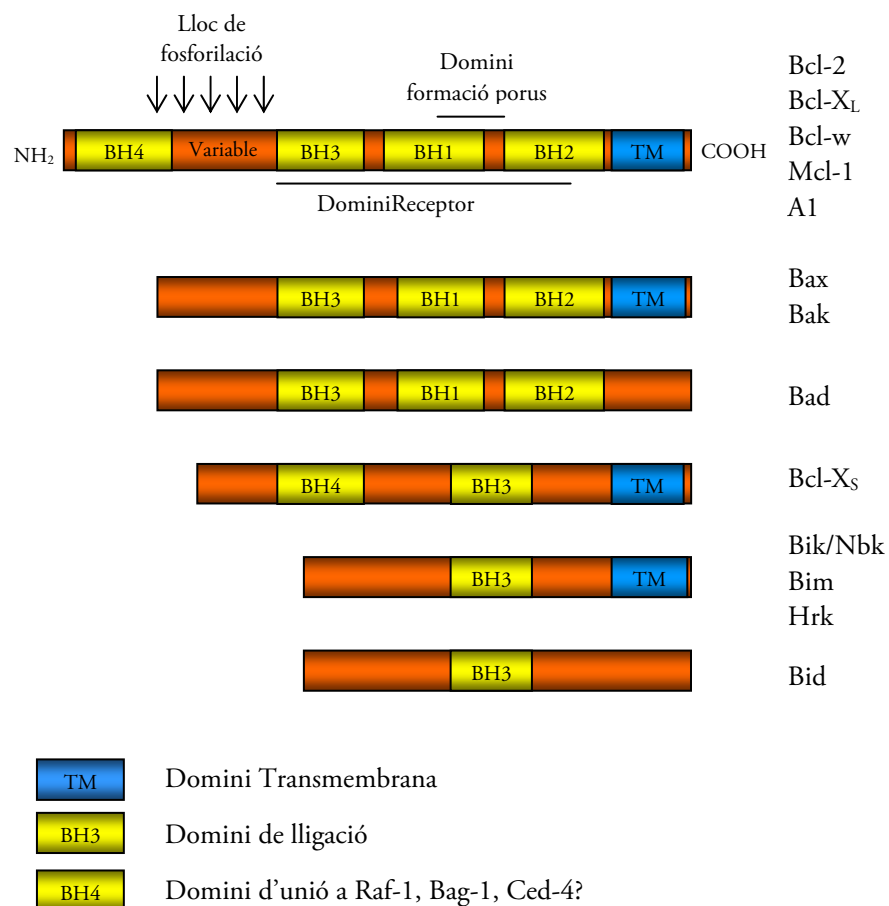 Lloc de
fosforilació
Domini
formació porus
NH₂ BH4 Variable BH3 BH1 BH2 TM COOH
DominiReceptor
Bcl-2
Bcl-X_L
Bcl-w
Mcl-1
A1
BH3 BH1 BH2 TM
Bax
Bak
BH3 BH1 BH2
Bad
BH4 BH3 TM
Bcl-X_S
BH3 TM
Bik/Nbk
Bim
Hrk
BH3
Bid
TM Domini Transmembrana
BH3 Domini de lligació
BH4 Domini d'unió a Raf-1, Bag-1, Ced-4?